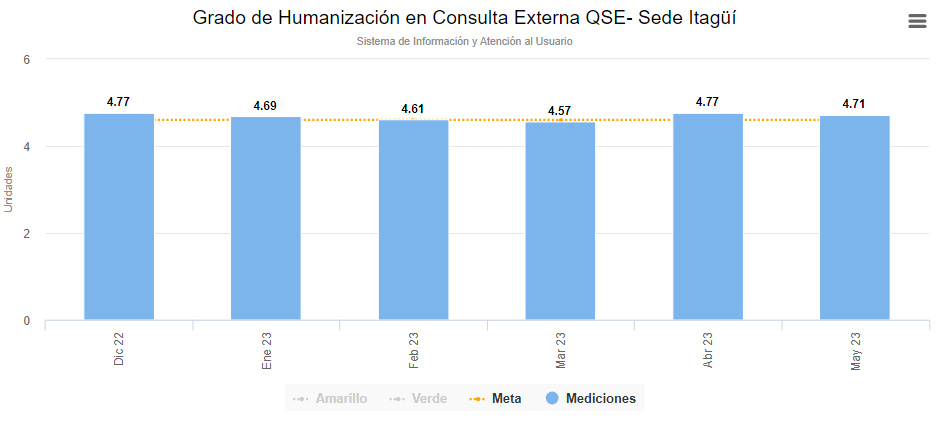 Grado de Humanización en Consulta Externa QSE- Sede Itagüí
Sistema de Información y Atención al Usuario
Unidades
6
4
2
0
4.77
4.69
4.61
4.57
4.77
4.71
Dic 22
Ene 23
Feb 23
Mar 23
Abr 23
May 23
Amarillo
Verde
Meta
Mediciones